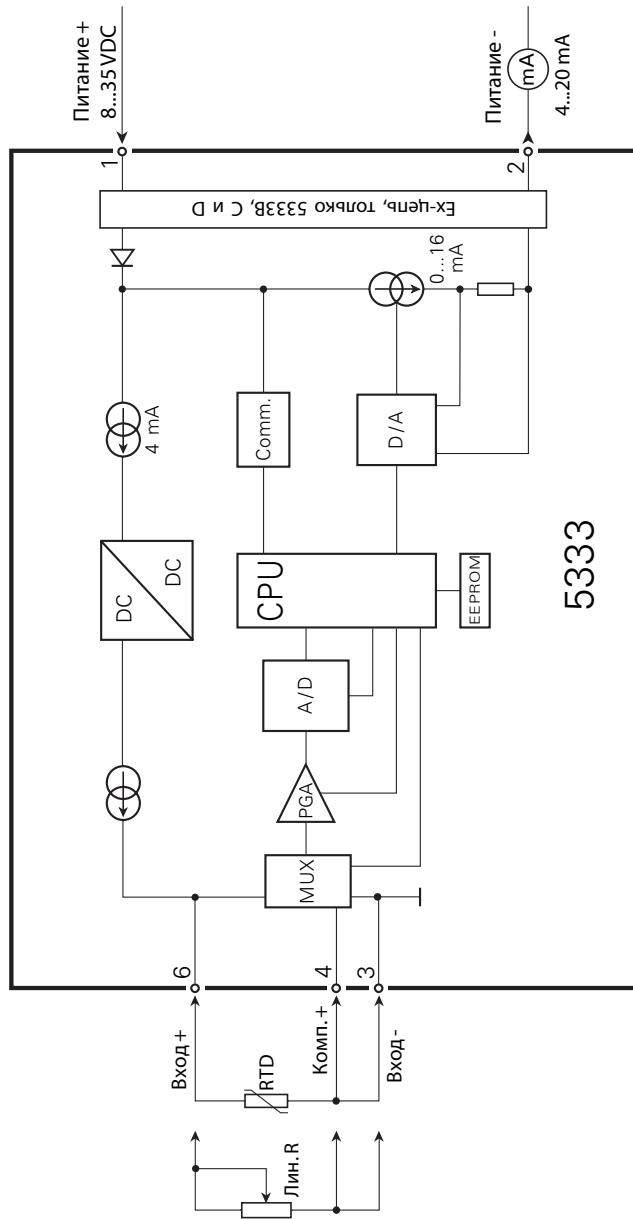 Питание+
8...35 VDC
Питание -
mA
4...20 mA
1
2
Ex-цепь, только 5333B, C и D
0...16
mA
4 mA
Comm.
D/A
DC
DC
CPU
EEPROM
A/D
PGA
MUX
5333
6
4
3
Вход+
RTD
Комп.+
Вход-
Лин.R